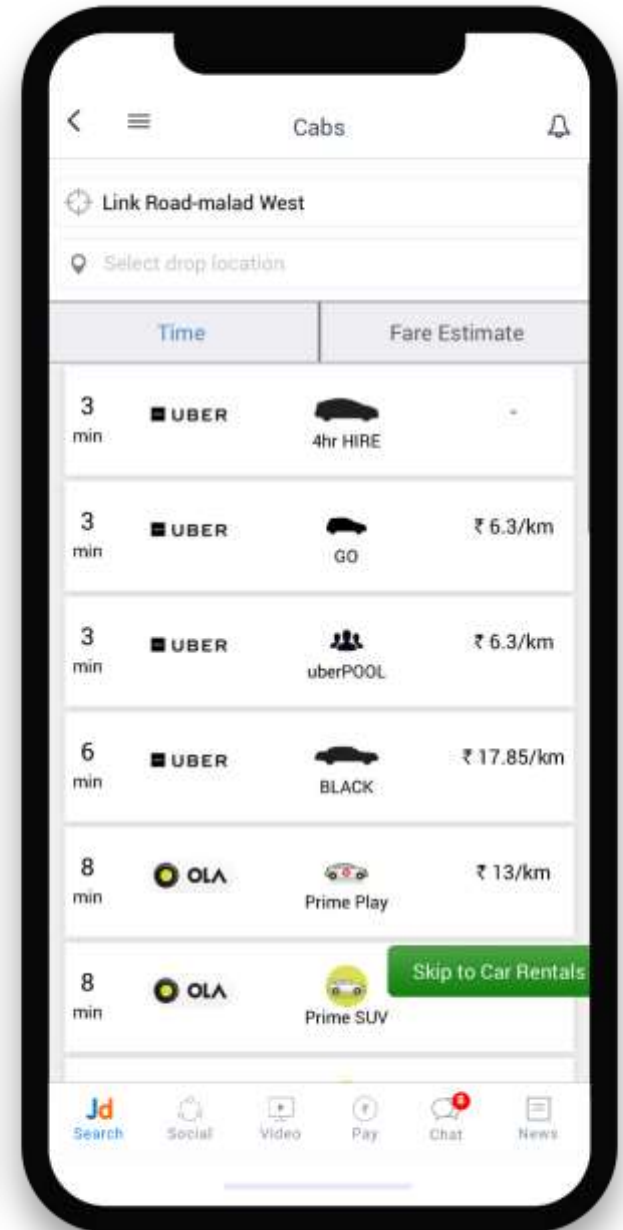 Cabs
Link Road-malad West
Select drop location
Time Fare Estimate
3 min UBER 4hr HIRE -
3 min UBER GO ₹ 6.3/km
3 min UBER uberPOOL ₹ 6.3/km
6 min UBER BLACK ₹ 17.85/km
8 min OLA Prime Play ₹ 13/km
8 min OLA Prime SUV
Skip to Car Rentals
Jd
Search Social Video Pay Chat News